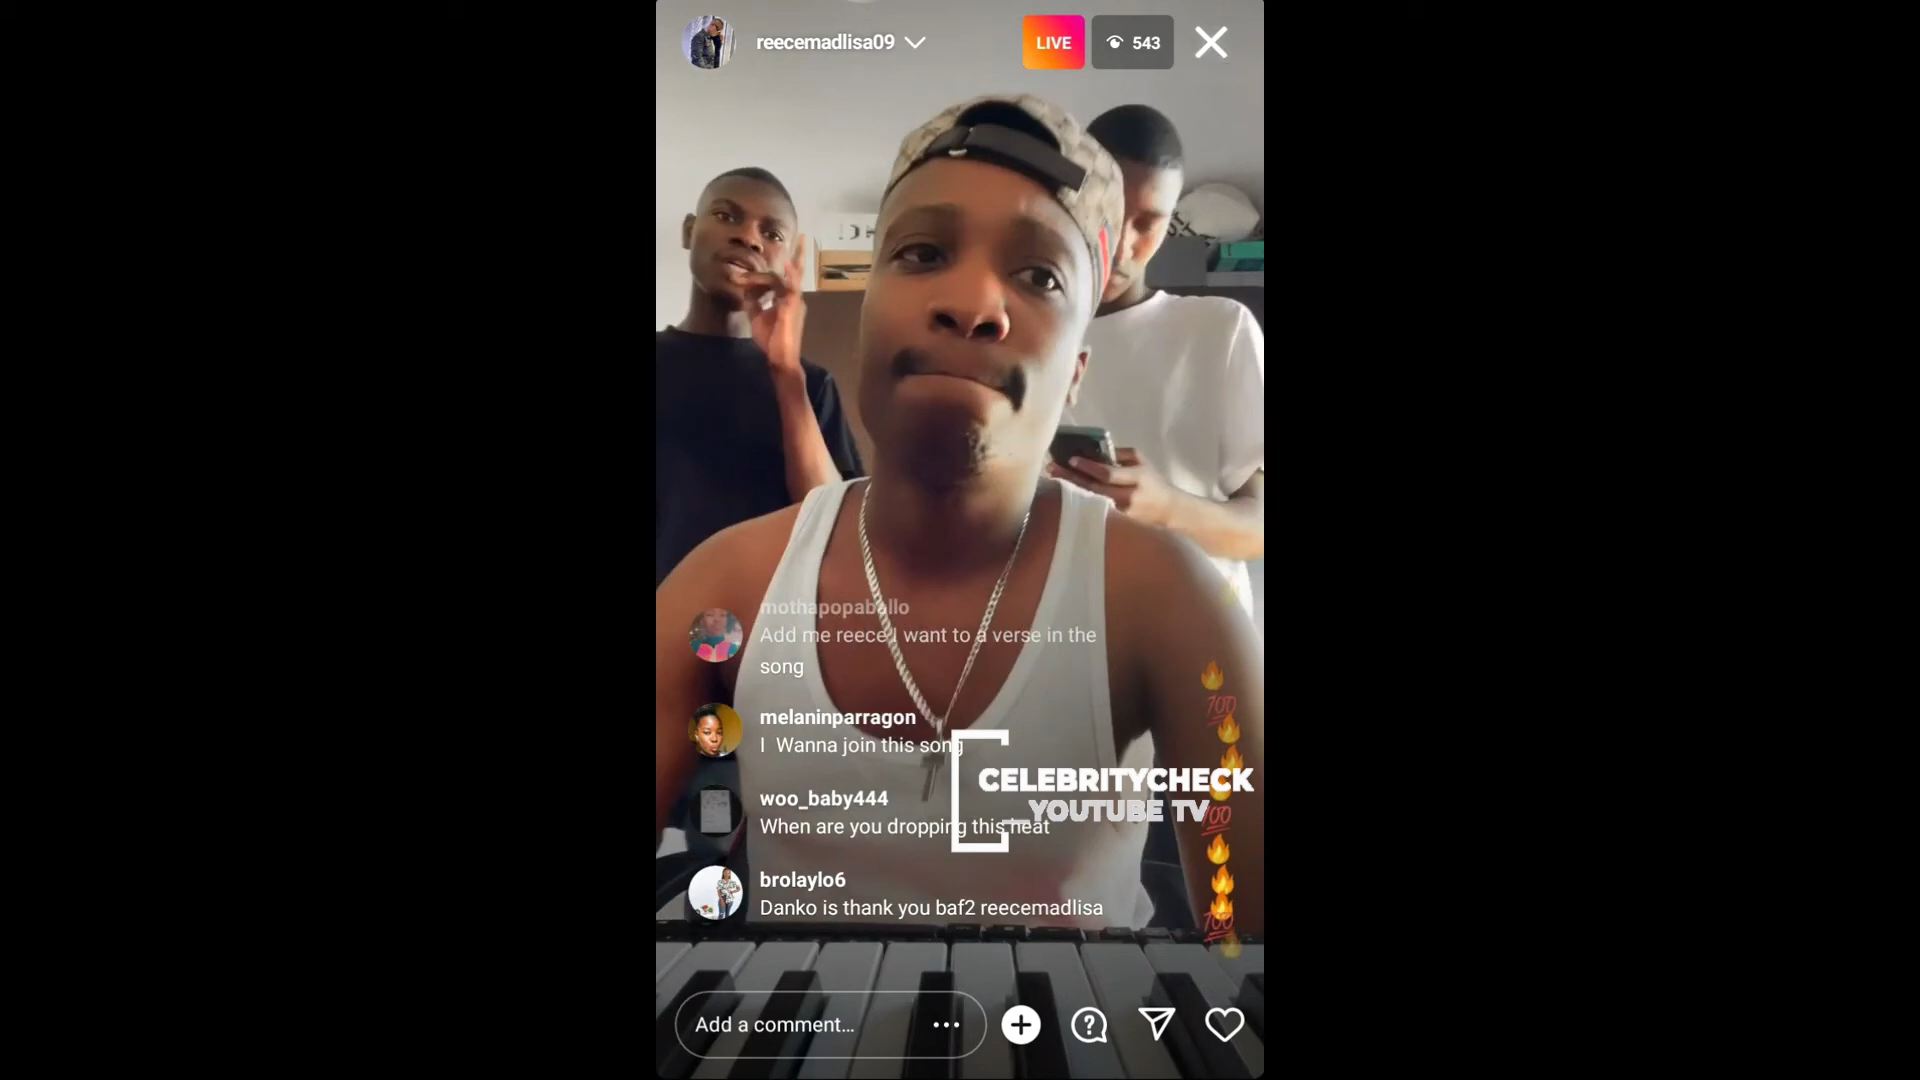 reecemadlisa09
LIVE
543
mothapopaballo
Add me reece I want to a verse in the
song
melaninparragon
I Wanna join this song
woo_baby444
When are you dropping this heat
CELEBRITYCHECK
_YOUTUBE TV
brolaylo6
Danko is thank you baf2 reecemadlisa
Add a comment...